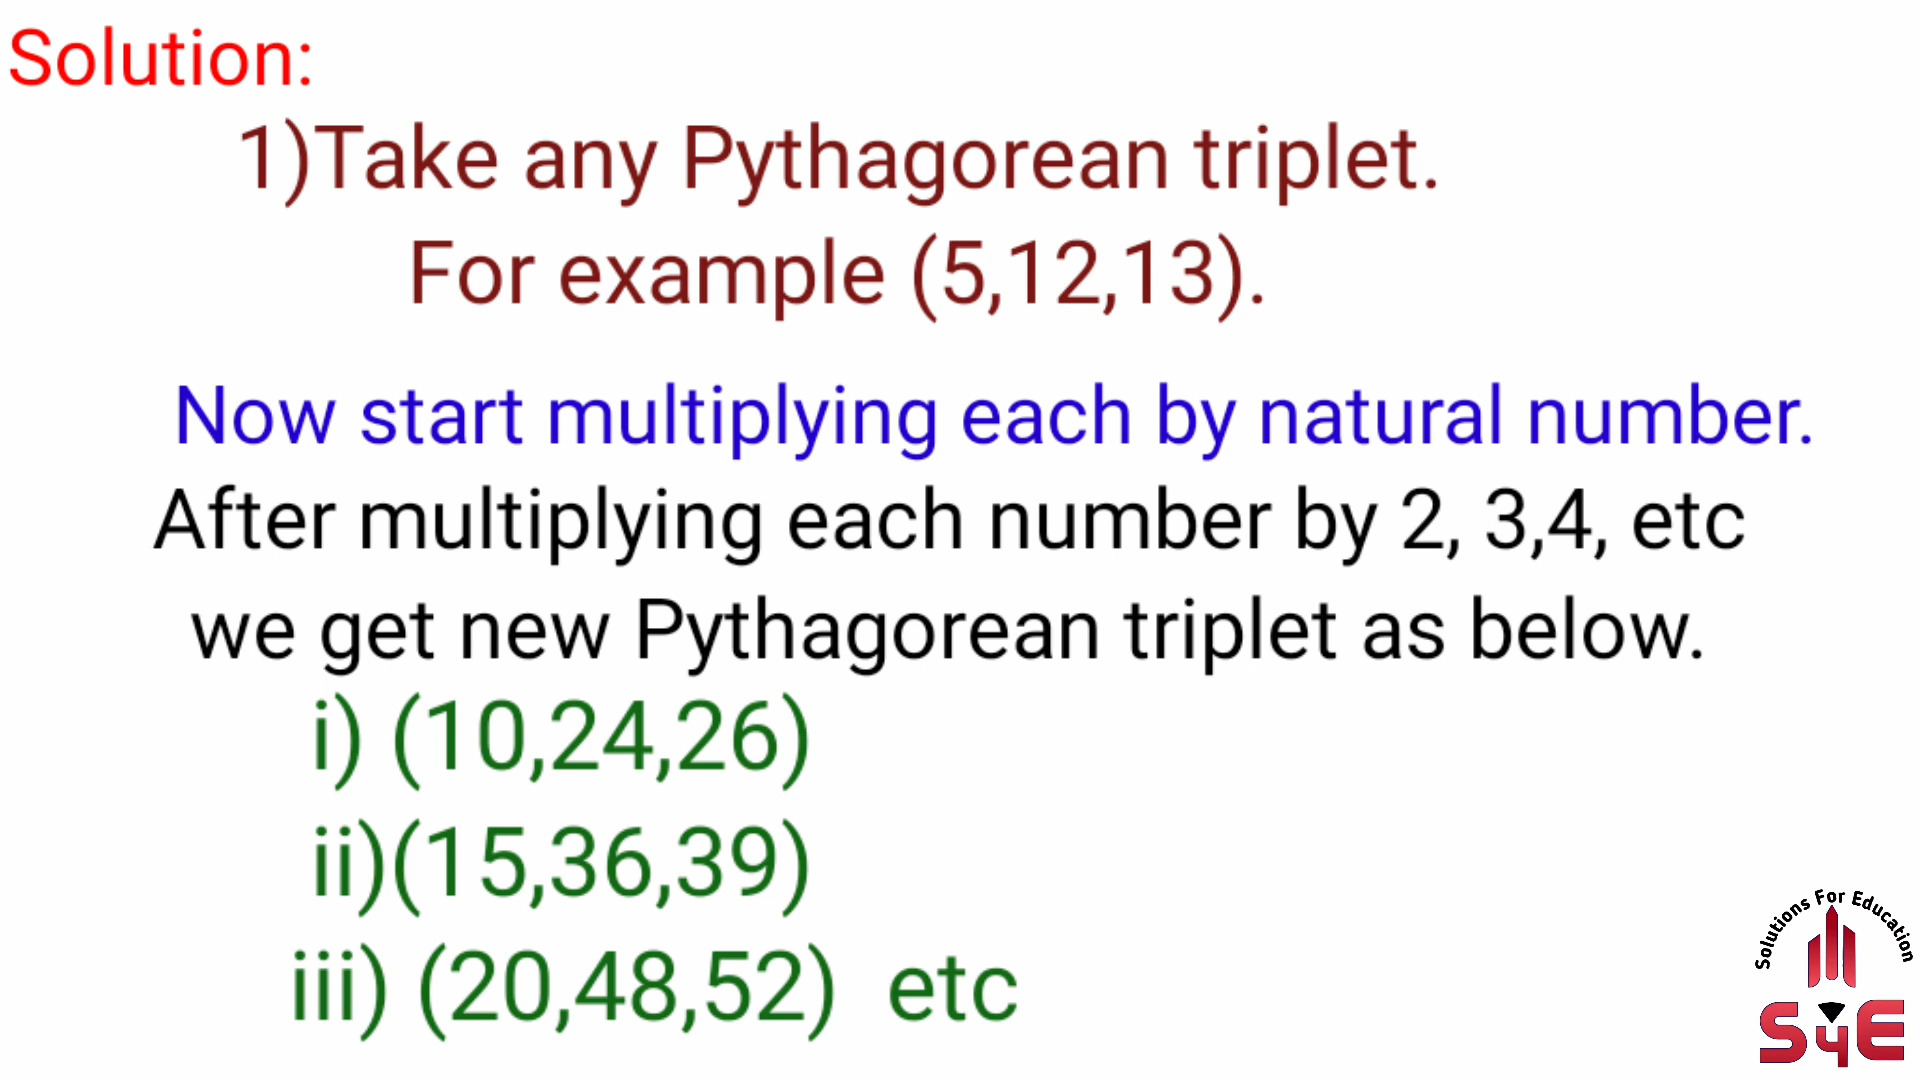 Solution:
1)Take any Pythagorean triplet.
For example (5,12,13).
Now start multiplying each by natural number.
After multiplying each number by 2, 3,4, etc
we get new Pythagorean triplet as below.
i) (10,24,26)
ii)(15,36,39)
iii) (20,48,52) etc
Solutions For Education
S4E